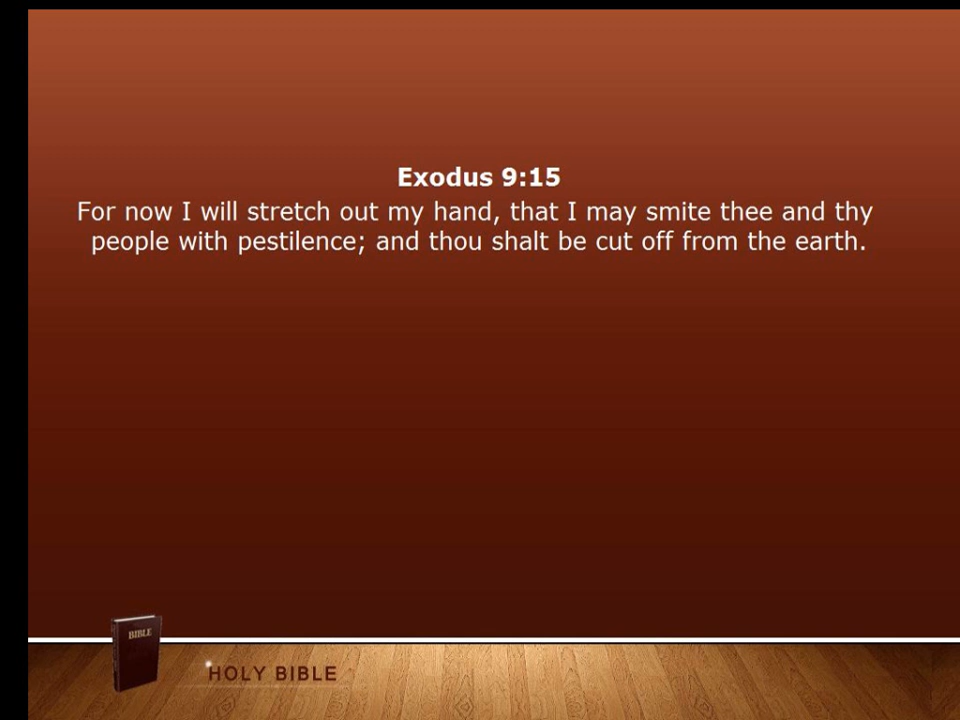 Exodus 9:15
For now I will stretch out my hand, that I may smite thee and thy
people with pestilence; and thou shalt be cut off from the earth.
BIBLE
HOLY BIBLE